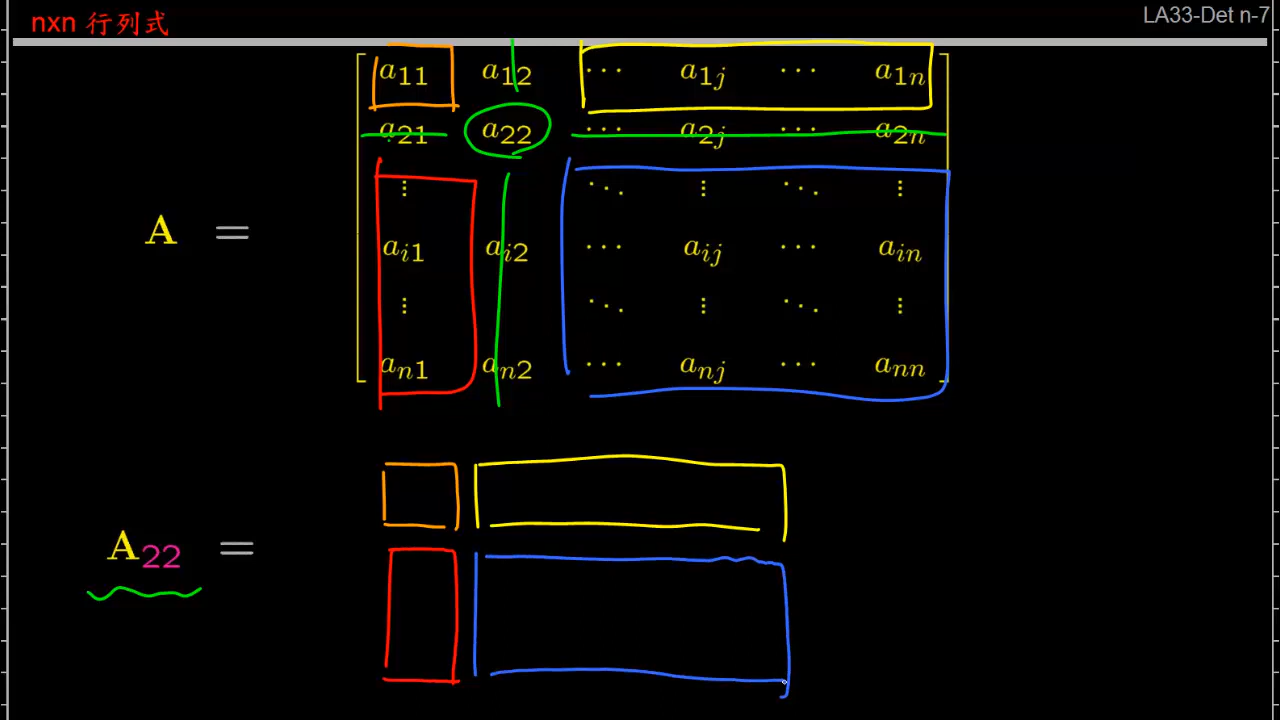 nxn 行列式
LA33-Det n-7
a11 a12 ⋯ a1j ⋯ a1n
a21 a22 ⋯ a2j ⋯ a2n
⋮ ⋱ ⋮ ⋱ ⋮
A = ai1 ai2 ⋯ aij ⋯ ain
⋮ ⋱ ⋮ ⋱ ⋮
an1 an2 ⋯ anj ⋯ ann
A22 =